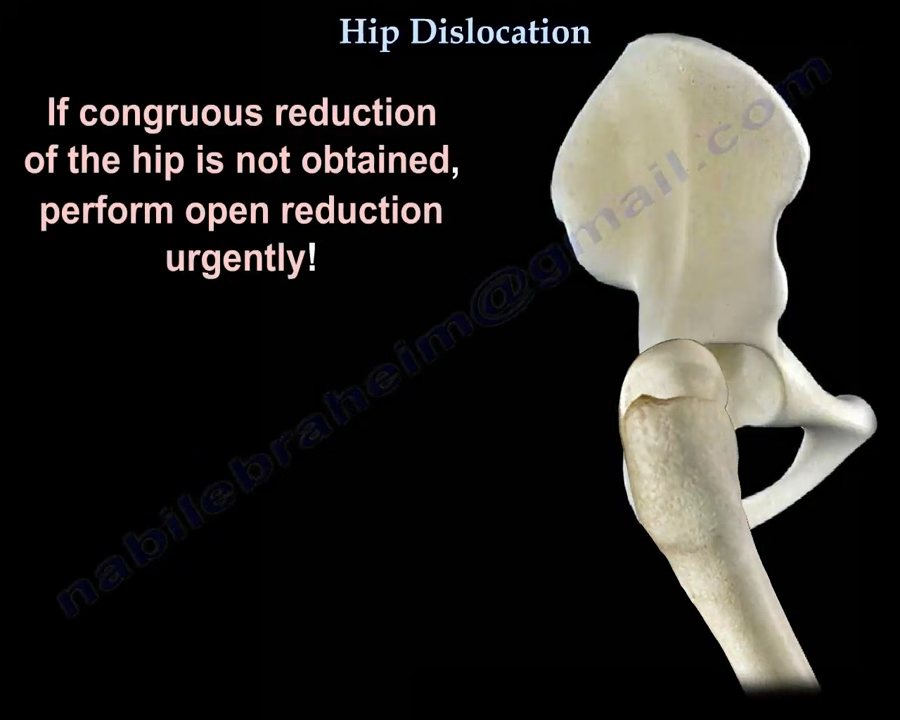 Hip Dislocation
If congruous reduction
of the hip is not obtained,
perform open reduction
urgently!
nabilebraheim@gmail.com